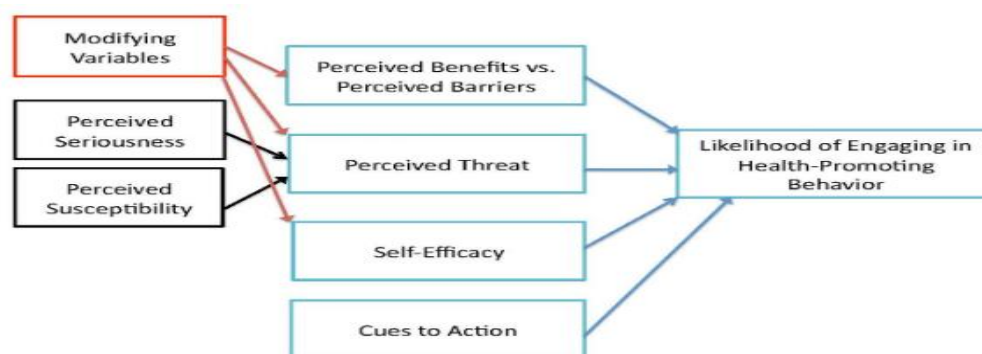 Modifying
Variables
Perceived
Seriousness
Perceived
Susceptibility
Perceived Benefits vs.
Perceived Barriers
Perceived Threat
Self-Efficacy
Cues to Action
Likelihood of Engaging in
Health-Promoting
Behavior